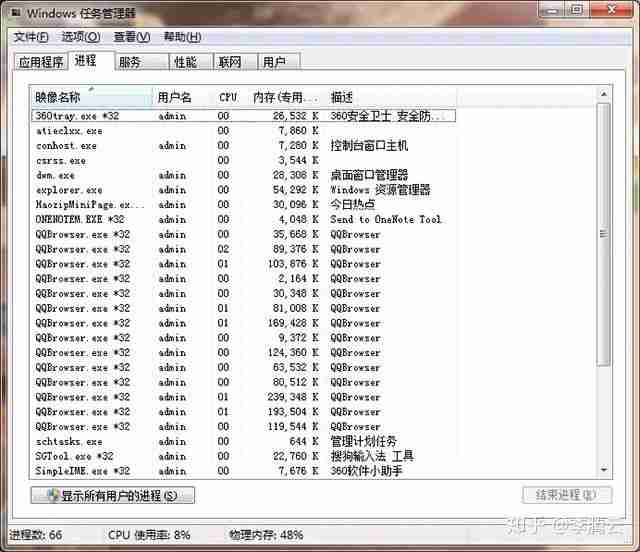 Windows 任务管理器
文件(F) 选项(O) 查看(V) 帮助(H)
应用程序 进程 服务 性能 联网 用户
映像名称 用户名 CPU 内存(专用... 描述
360tray.exe *32 admin 00 26,532 K 360安全卫士 安全防...
atieclxx.exe 00 7,860 K
conhost.exe admin 00 7,280 K 控制台窗口主机
csrss.exe 00 3,544 K
dwm.exe admin 00 28,308 K 桌面窗口管理器
explorer.exe admin 00 54,292 K Windows 资源管理器
HaozipMiniPage.ex... admin 00 30,096 K 今日热点
ONENOTEM.EXE *32 admin 00 4,048 K Send to OneNote Tool
QQBrowser.exe *32 admin 00 35,668 K QQBrowser
QQBrowser.exe *32 admin 02 89,376 K QQBrowser
QQBrowser.exe *32 admin 01 103,876 K QQBrowser
QQBrowser.exe *32 admin 00 2,164 K QQBrowser
QQBrowser.exe *32 admin 00 30,348 K QQBrowser
QQBrowser.exe *32 admin 01 81,008 K QQBrowser
QQBrowser.exe *32 admin 01 169,428 K QQBrowser
QQBrowser.exe *32 admin 00 9,372 K QQBrowser
QQBrowser.exe *32 admin 00 124,360 K QQBrowser
QQBrowser.exe *32 admin 00 63,532 K QQBrowser
QQBrowser.exe *32 admin 00 80,512 K QQBrowser
QQBrowser.exe *32 admin 01 239,348 K QQBrowser
QQBrowser.exe *32 admin 01 193,504 K QQBrowser
QQBrowser.exe *32 admin 00 119,544 K QQBrowser
schtasks.exe admin 00 644 K 管理计划任务
SGTool.exe *32 admin 00 22,760 K 搜狗输入法 工具
SimpleIME.exe *32 admin 00 7,676 K 360软件小助手
显示所有用户的进程(S) 结束进程(E)
进程数: 66 CPU 使用率: 8% 物理内存: 48%
知乎 @李腾云